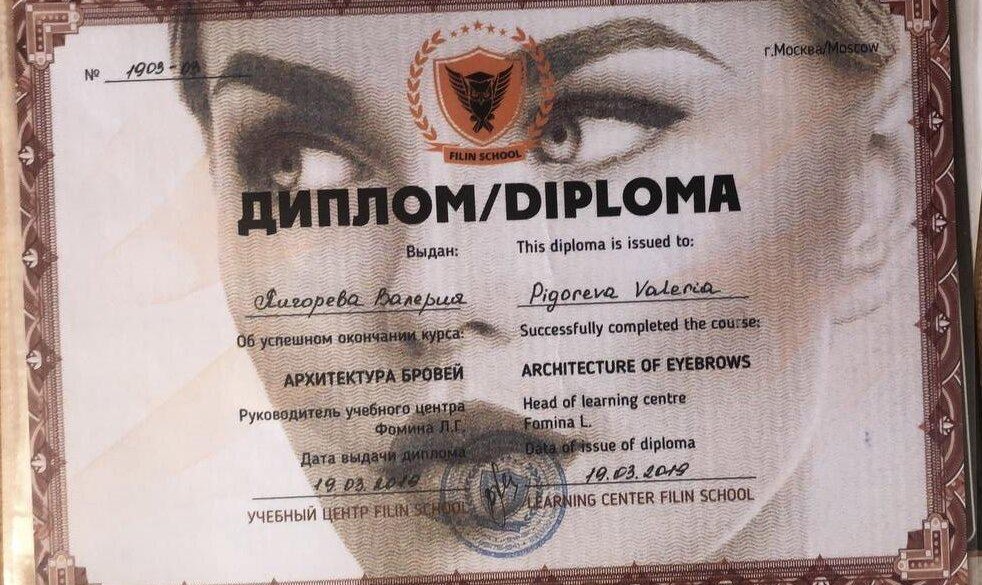 г.Москва/Moscow
№ 1903-09
FILIN SCHOOL
ДИПЛОМ/DIPLOMA
Выдан: This diploma is issued to:
Пигорева Валерия Pigoreva Valeria
Об успешном окончании курса: Successfully completed the course:
АРХИТЕКТУРА БРОВЕЙ ARCHITECTURE OF EYEBROWS
Руководитель учебного центра Head of learning centre
Фомина Л.Г. Fomina L.
Дата выдачи диплома Data of issue of diploma
19.03.2019 19.03.2019
УЧЕБНЫЙ ЦЕНТР FILIN SCHOOL LEARNING CENTER FILIN SCHOOL